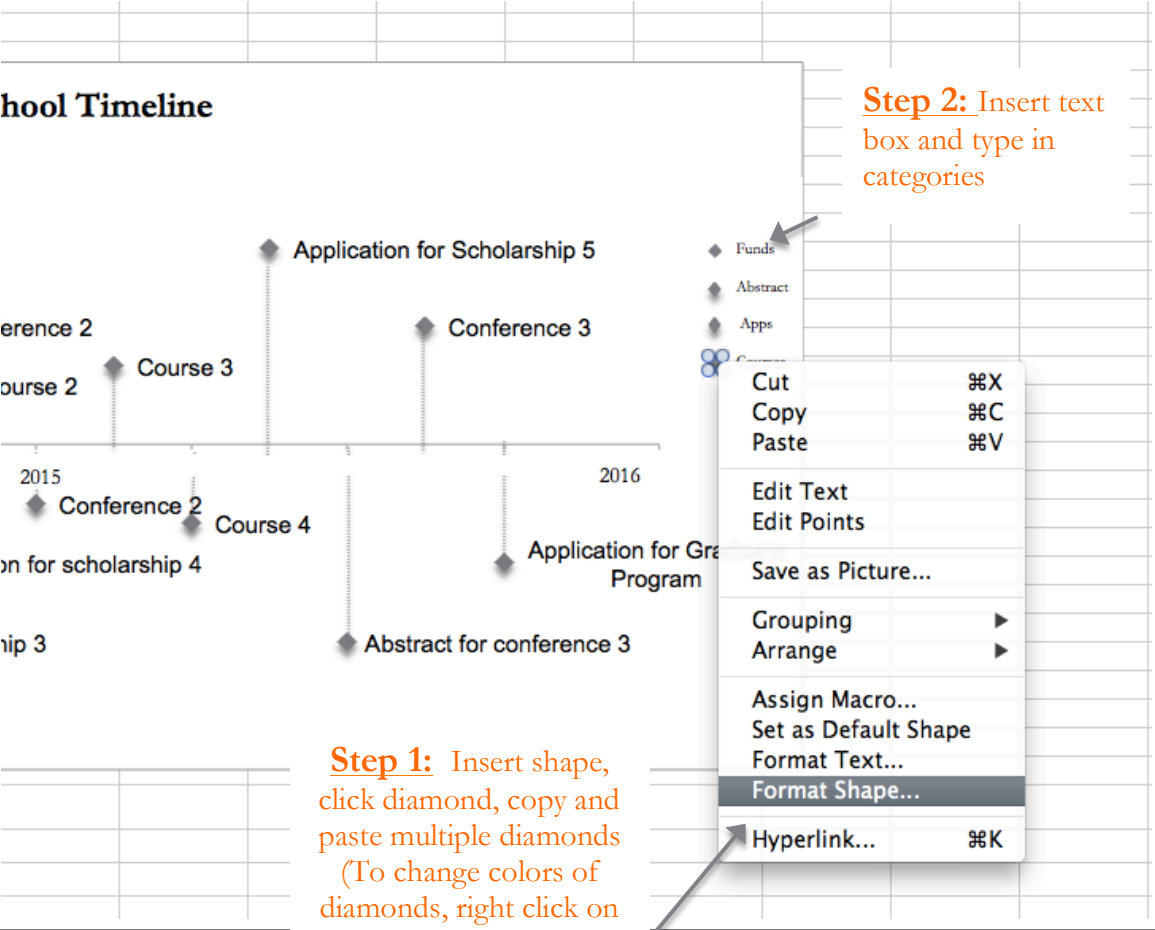 hool Timeline
Step 2: Insert text
box and type in
categories
Application for Scholarship 5
Funds
Abstract
erence 2
Conference 3
Apps
Course 3
ourse 2
Cut ⌘X
Copy ⌘C
Paste ⌘V
2015
2016
Conference 2
Course 4
Edit Text
Edit Points
on for scholarship 4
Application for Gra
Program
Save as Picture...
Grouping
Arrange
hip 3
Abstract for conference 3
Assign Macro...
Set as Default Shape
Format Text...
Format Shape...
Hyperlink... ⌘K
Step 1: Insert shape,
click diamond, copy and
paste multiple diamonds
(To change colors of
diamonds, right click on